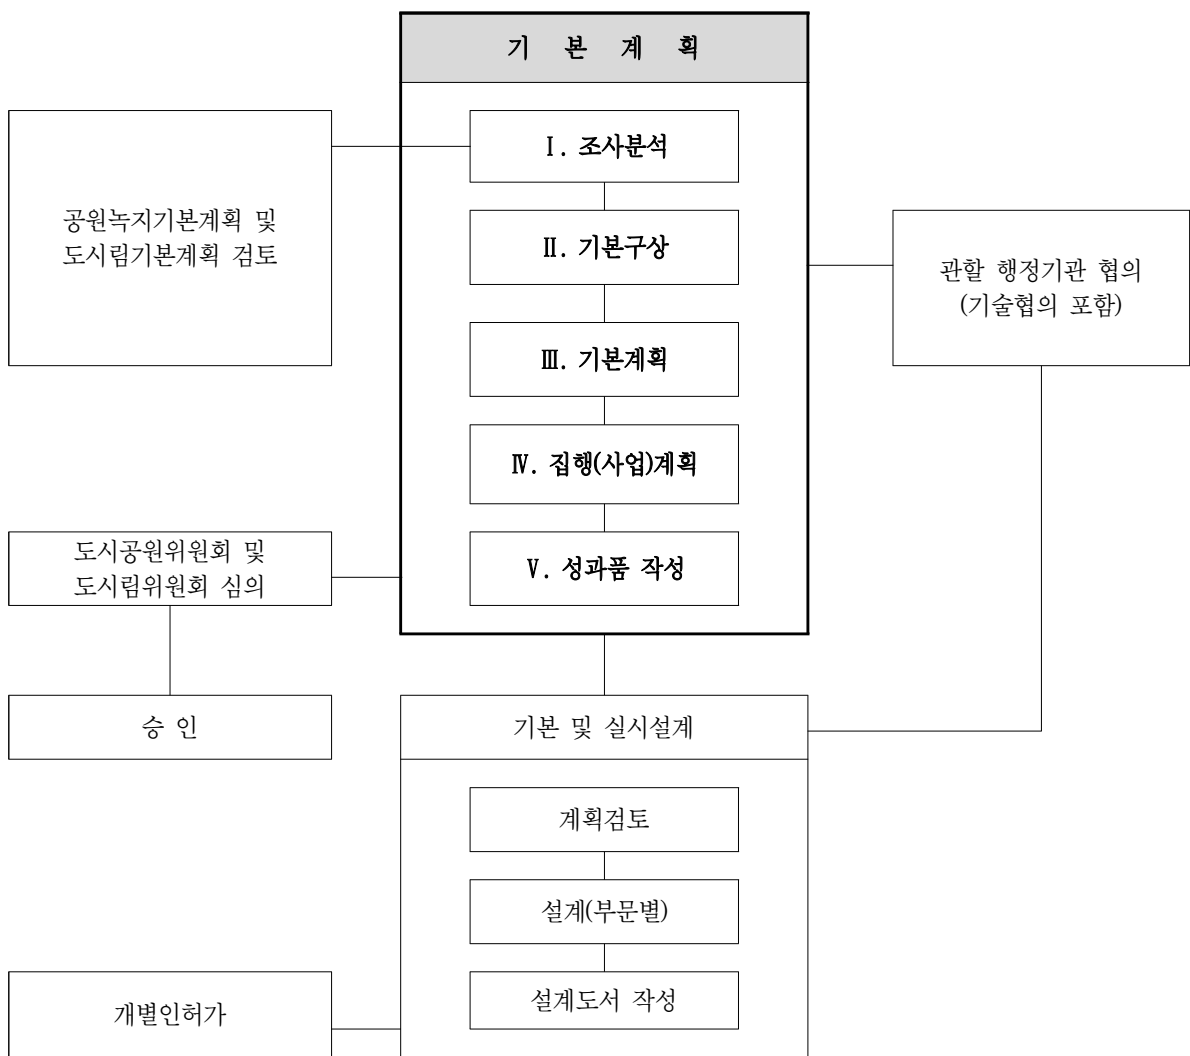 기 본 계 획
Ⅰ. 조사분석
공원녹지기본계획 및
도시림기본계획 검토
Ⅱ. 기본구상
관할 행정기관 협의
(기술협의 포함)
Ⅲ. 기본계획
Ⅳ. 집행(사업)계획
도시공원위원회 및
도시림위원회 심의
Ⅴ. 성과품 작성
승 인
기본 및 실시설계
계획검토
설계(부문별)
설계도서 작성
개별인허가